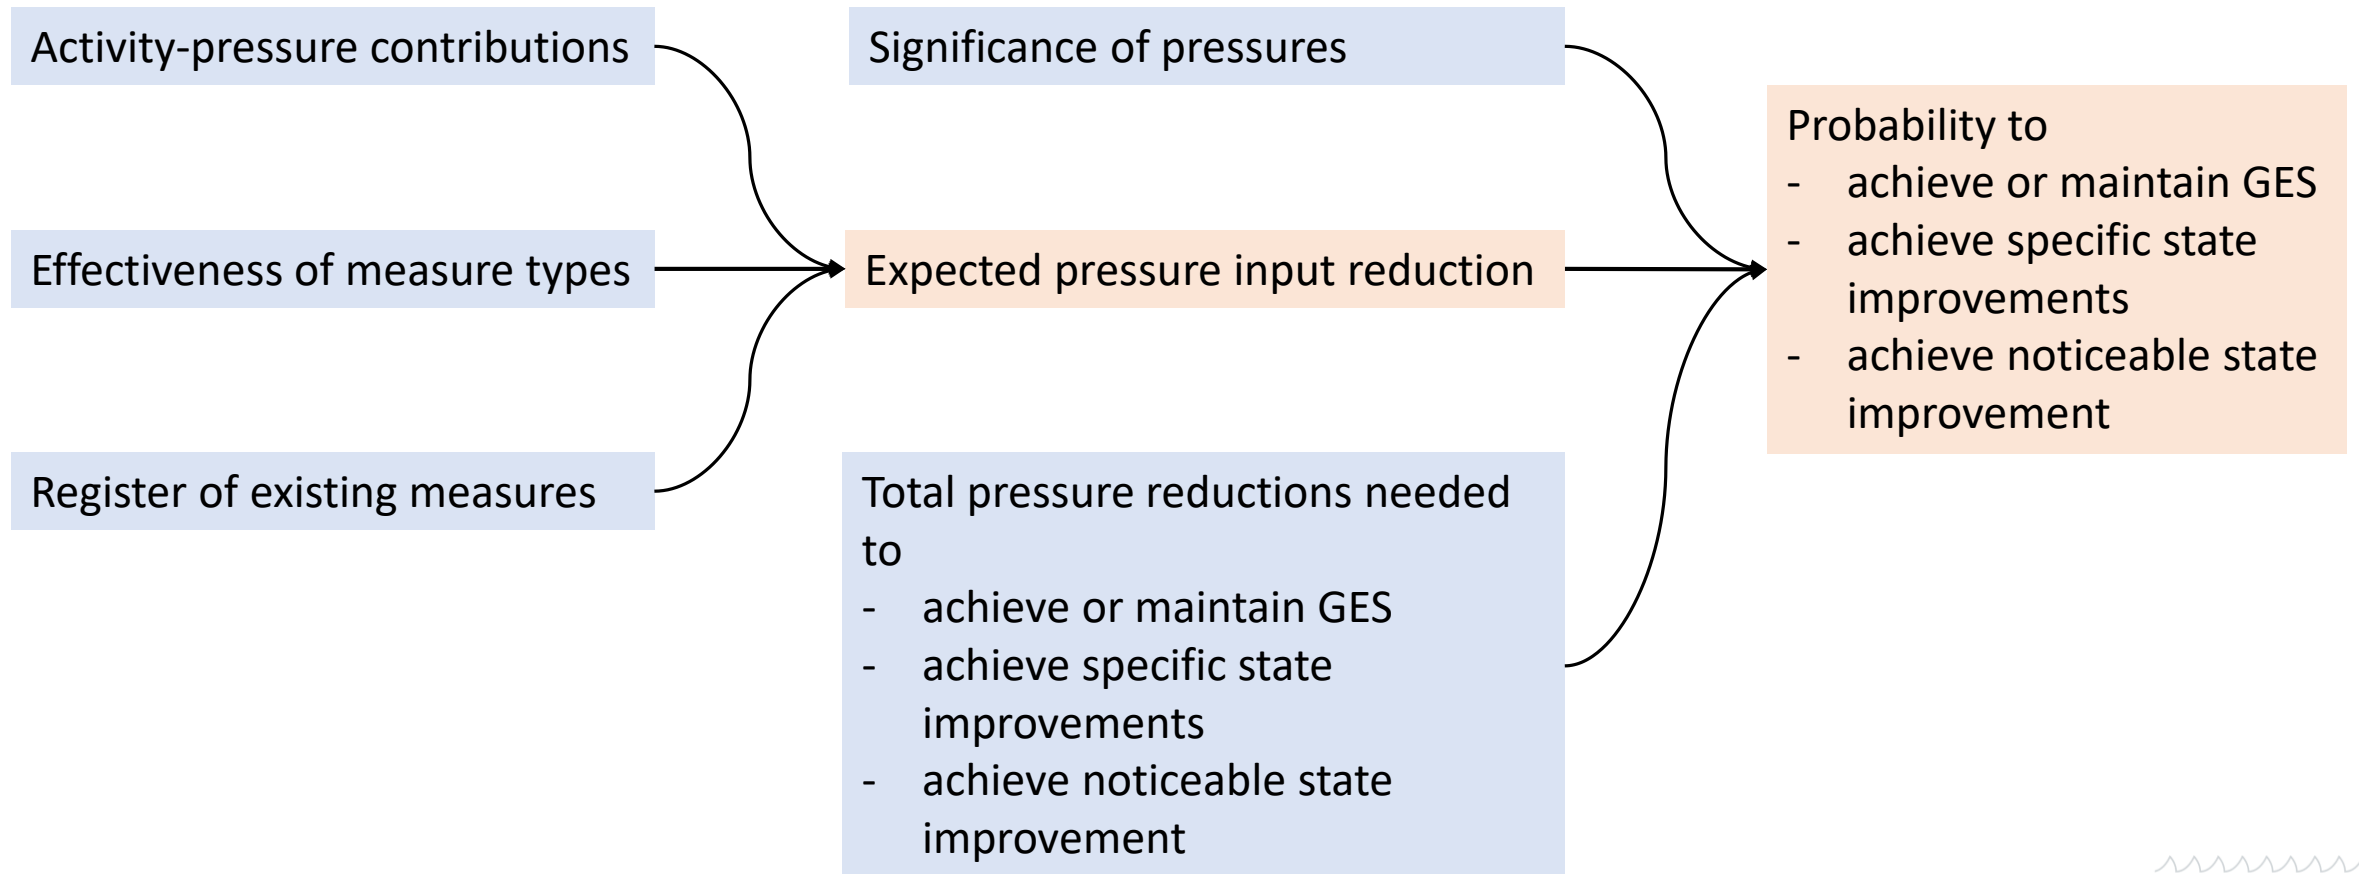 Activity-pressure contributions
Effectiveness of measure types
Register of existing measures
Significance of pressures
Expected pressure input reduction
Total pressure reductions needed
to
- achieve or maintain GES
- achieve specific state
improvements
- achieve noticeable state
improvement
Probability to
- achieve or maintain GES
- achieve specific state
improvements
- achieve noticeable state
improvement